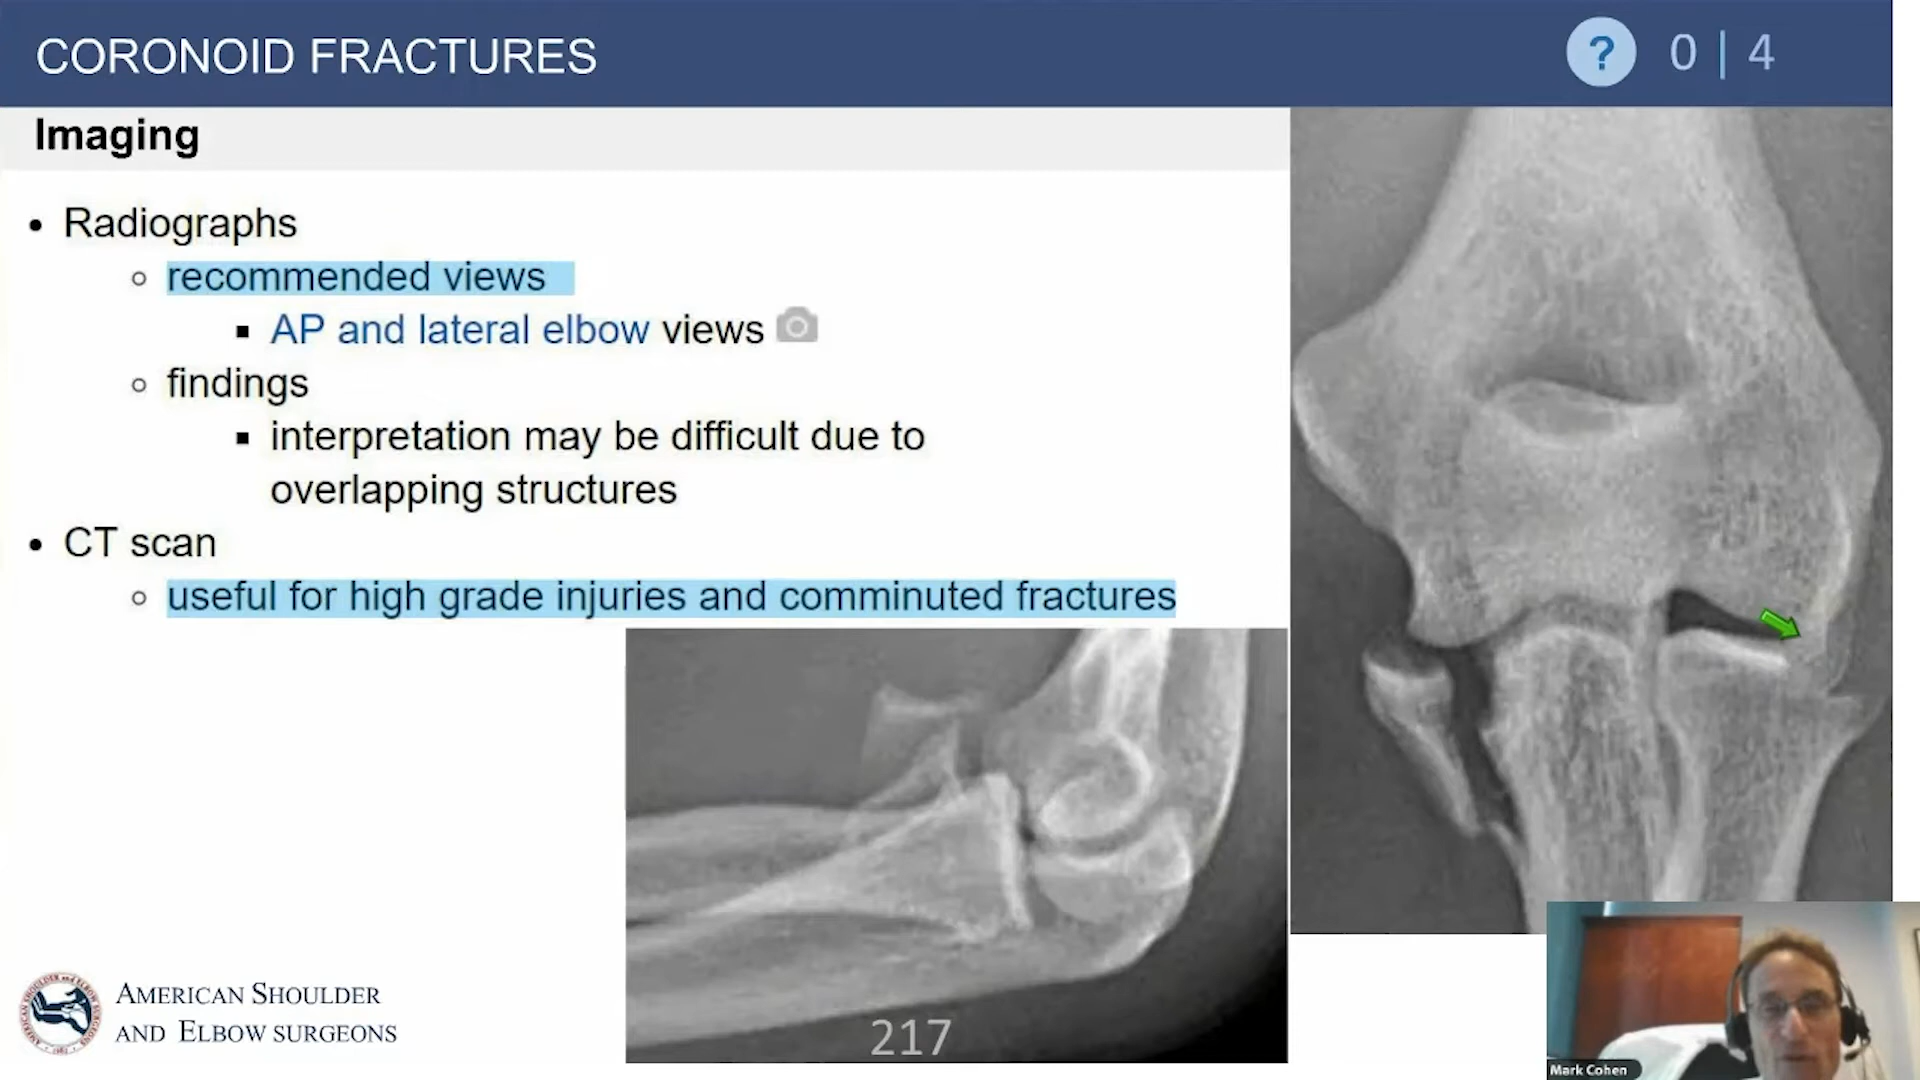 CORONOID FRACTURES
? 0 | 4
Imaging
• Radiographs
recommended views
AP and lateral elbow views
findings
interpretation may be difficult due to
overlapping structures
• CT scan
useful for high grade injuries and comminuted fractures
AMERICAN SHOULDER
AND ELBOW SURGEONS
217
Mark Cohen